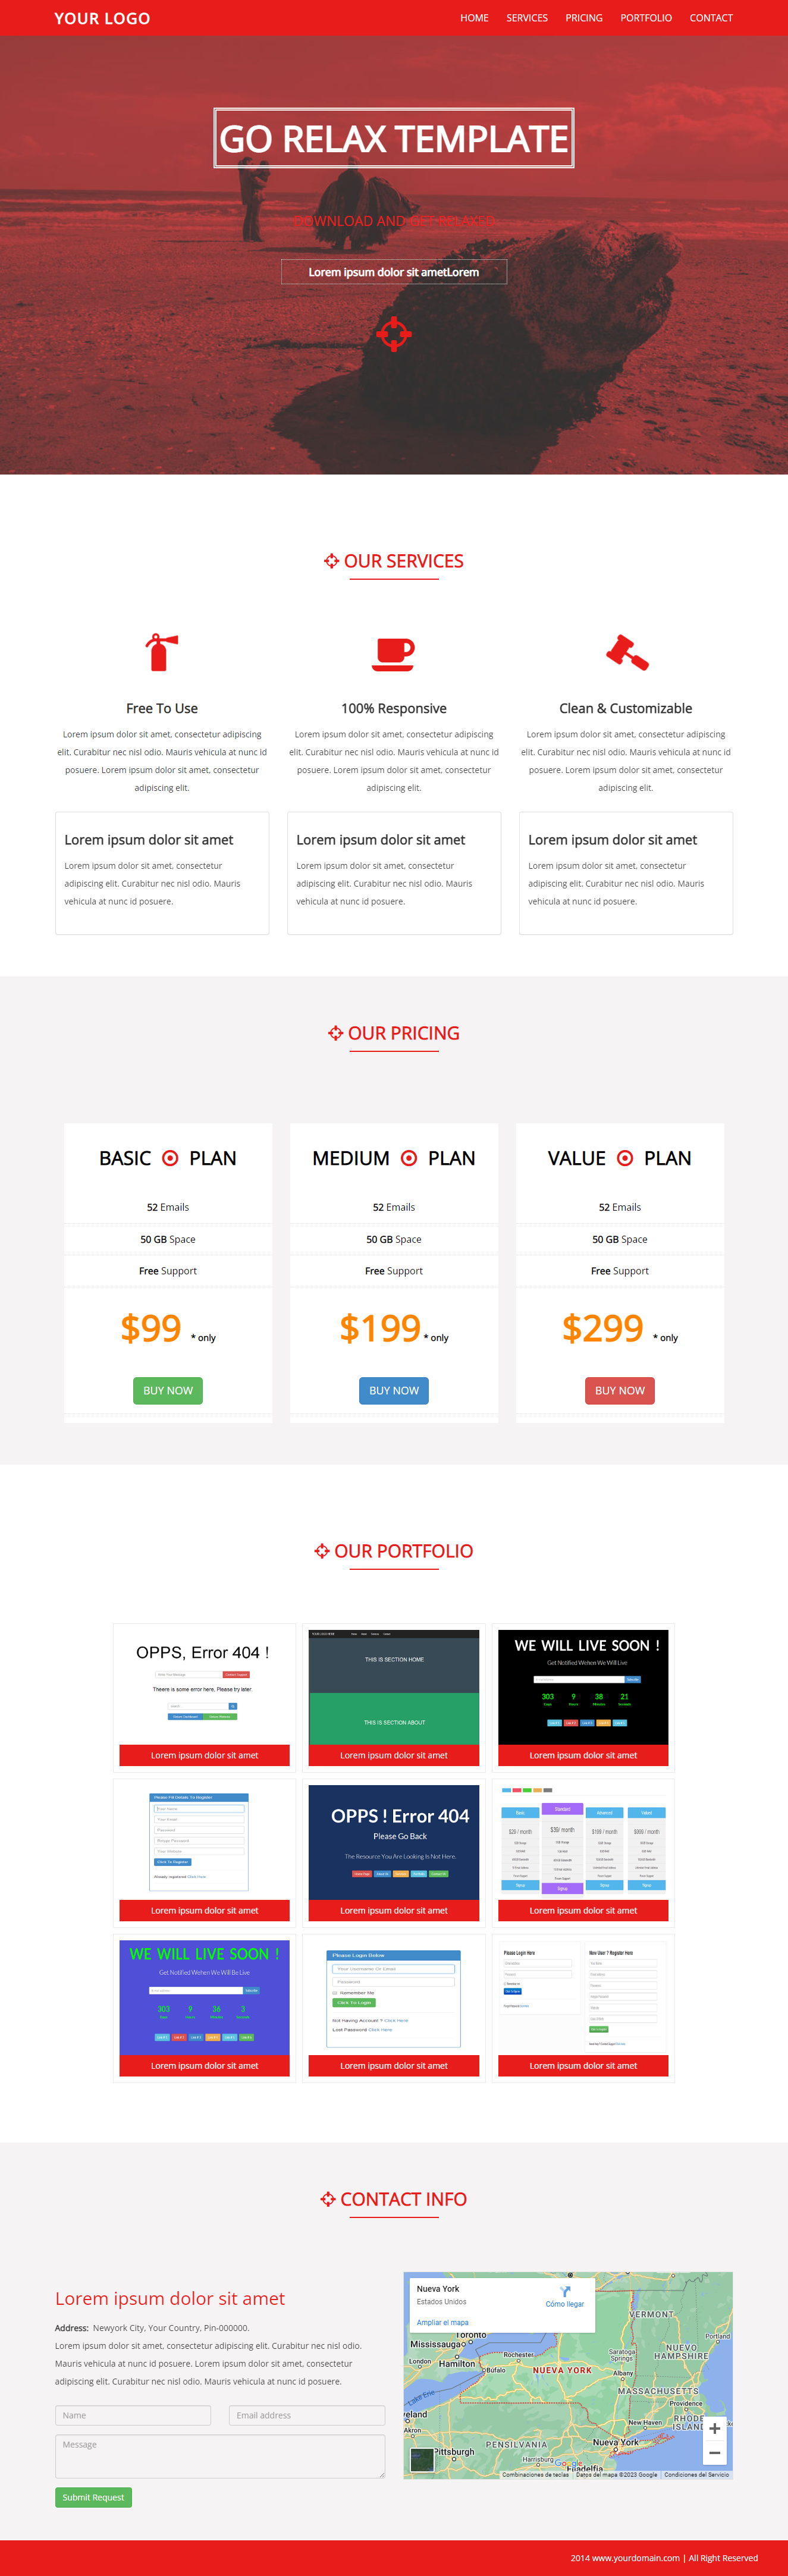 YOUR LOGO
HOME SERVICES PRICING PORTFOLIO CONTACT
GO RELAX TEMPLATE
DOWNLOAD AND GET RELAXED
Lorem ipsum dolor sit ametLorem
OUR SERVICES
Free To Use
Lorem ipsum dolor sit amet, consectetur adipiscing
elit. Curabitur nec nisl odio. Mauris vehicula at nunc id
posuere. Lorem ipsum dolor sit amet, consectetur
adipiscing elit.
100% Responsive
Lorem ipsum dolor sit amet, consectetur adipiscing
elit. Curabitur nec nisl odio. Mauris vehicula at nunc id
posuere. Lorem ipsum dolor sit amet, consectetur
adipiscing elit.
Clean & Customizable
Lorem ipsum dolor sit amet, consectetur adipiscing
elit. Curabitur nec nisl odio. Mauris vehicula at nunc id
posuere. Lorem ipsum dolor sit amet, consectetur
adipiscing elit.
Lorem ipsum dolor sit amet
Lorem ipsum dolor sit amet, consectetur
adipiscing elit. Curabitur nec nisl odio. Mauris
vehicula at nunc id posuere.
Lorem ipsum dolor sit amet
Lorem ipsum dolor sit amet, consectetur
adipiscing elit. Curabitur nec nisl odio. Mauris
vehicula at nunc id posuere.
Lorem ipsum dolor sit amet
Lorem ipsum dolor sit amet, consectetur
adipiscing elit. Curabitur nec nisl odio. Mauris
vehicula at nunc id posuere.
OUR PRICING
BASIC PLAN
52 Emails
50 GB Space
Free Support
$99 * only
BUY NOW
MEDIUM PLAN
52 Emails
50 GB Space
Free Support
$199 * only
BUY NOW
VALUE PLAN
52 Emails
50 GB Space
Free Support
$299 * only
BUY NOW
OUR PORTFOLIO
OPPS, Error 404 !
Theere is some error here, Please try later.
Lorem ipsum dolor sit amet
THIS IS SECTION HOME
THIS IS SECTION ABOUT
Lorem ipsum dolor sit amet
WE WILL LIVE SOON !
Get Notified Wehen We Will Live
303 9 38 21
Lorem ipsum dolor sit amet
Please Fill Details To Register
Already registered Click Here
Lorem ipsum dolor sit amet
OPPS ! Error 404
Please Go Back
The Resource You Are Looking Is Not Here.
Lorem ipsum dolor sit amet
Basic Standard Advanced
$20 / month $39/ month $199 / month $399 / month
Lorem ipsum dolor sit amet
WE WILL LIVE SOON !
Get Notified Wehen We Will Be Live
303 9 36 3
Lorem ipsum dolor sit amet
Please Login Below
Your Username Or Email
Password
Remember Me
Click To Login
Not Having Account ? Click Here
Lost Password Click Here
Lorem ipsum dolor sit amet
Please Login Here
New User ? Register Here
Lorem ipsum dolor sit amet
CONTACT INFO
Lorem ipsum dolor sit amet
Address: Newyork City, Your Country, Pin-000000.
Lorem ipsum dolor sit amet, consectetur adipiscing elit. Curabitur nec nisl odio.
Mauris vehicula at nunc id posuere. Lorem ipsum dolor sit amet, consectetur
adipiscing elit. Curabitur nec nisl odio. Mauris vehicula at nunc id posuere.
Name
Email address
Message
Submit Request
Nueva York
Estados Unidos
Cómo llegar
Ampliar el mapa
VERMONT
Portland
Toronto
Mississauga
Rochester
Saratoga
Springs
NUEVO
HAMPSHIRE
London
Hamilton
Buffalo
NUEVA YORK
Albany
MASSACHUSETTS
Lake Erie
Providence
RHODE
ISLAND
eland
Akron
New Haven
Nueva York
PENSILVANIA
Pittsburgh
Harrisburg
Google
Filadelfia
Combinaciones de teclas
Datos del mapa ©2023 Google
Condiciones del Servicio
2014 www.yourdomain.com | All Right Reserved